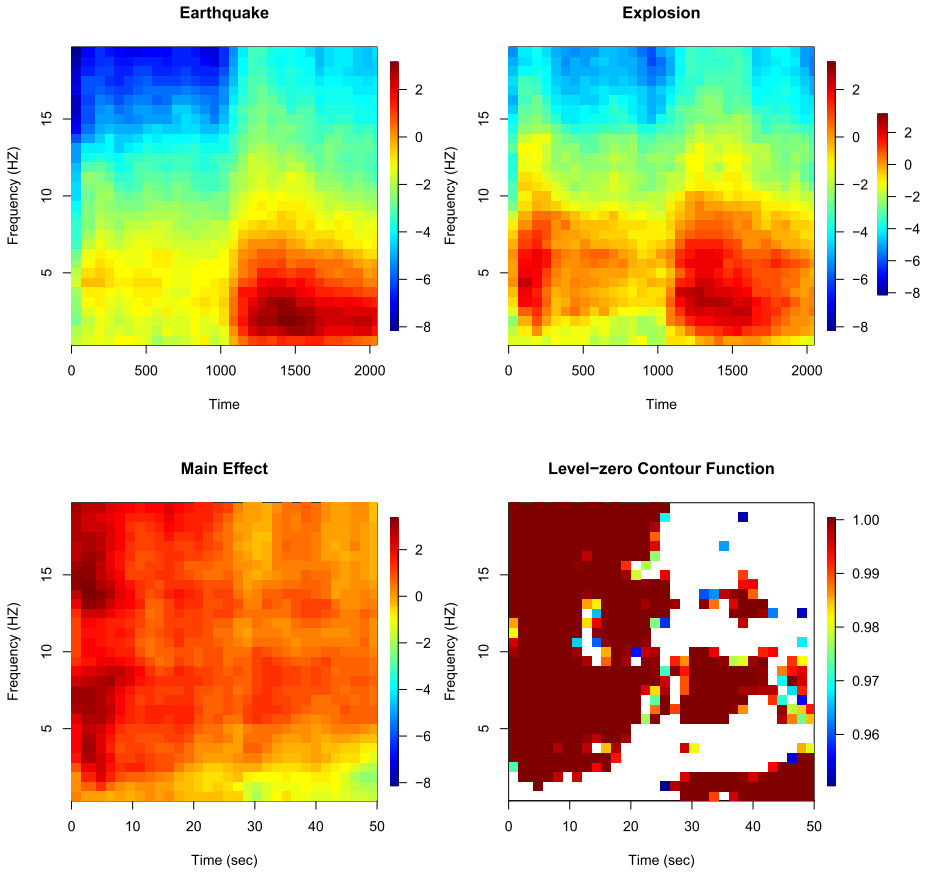 Earthquake
Frequency (HZ)
15
10
5
0 500 1000 1500 2000
Time
2
0
−2
−4
−6
−8
Explosion
Frequency (HZ)
15
10
5
0 500 1000 1500 2000
Time
2
0
−2
−4
−6
−8
2
0
−2
−4
−6
−8
Main Effect
Frequency (HZ)
15
10
5
0 10 20 30 40 50
Time (sec)
2
0
−2
−4
−6
−8
Level−zero Contour Function
Frequency (HZ)
15
10
5
0 10 20 30 40 50
Time (sec)
1.00
0.99
0.98
0.97
0.96